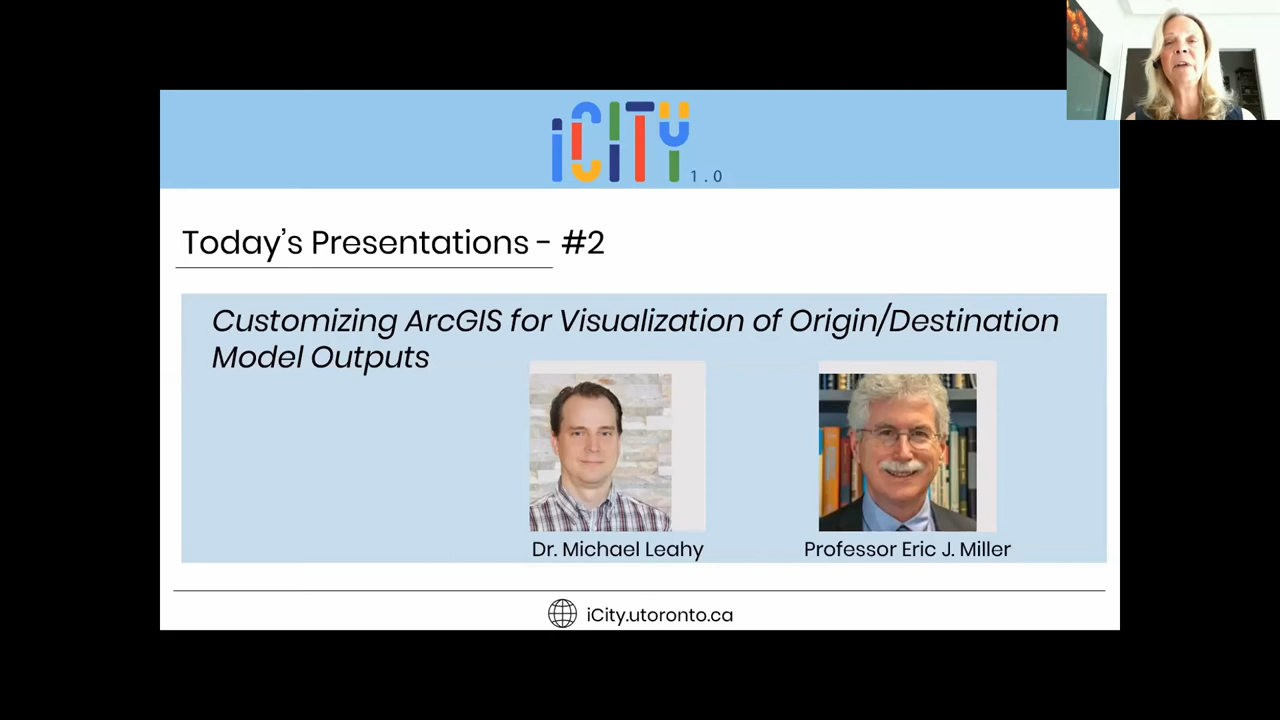 iCITY
1.0
Today's Presentations - #2
Customizing ArcGIS for Visualization of Origin/Destination
Model Outputs
Dr. Michael Leahy
Professor Eric J. Miller
iCity.utoronto.ca